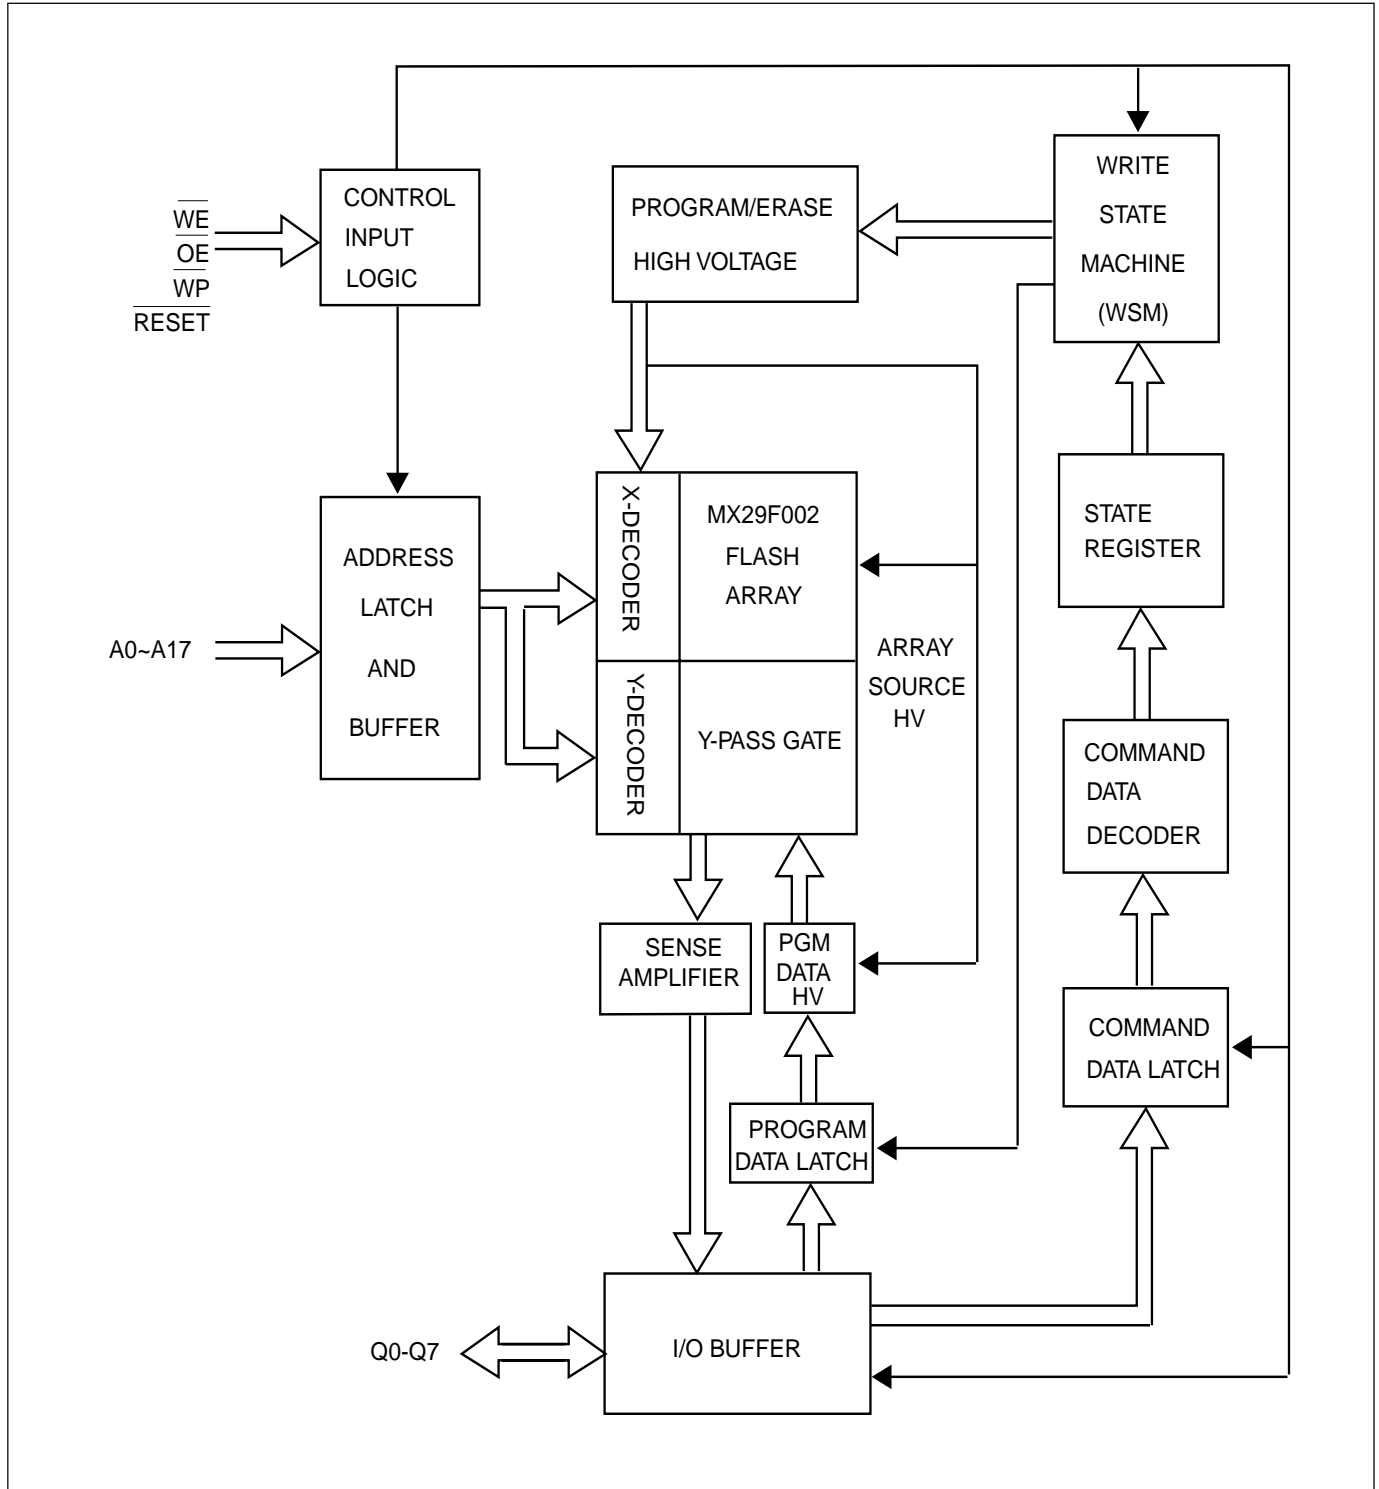 WE
OE
WP
RESET
CONTROL
INPUT
LOGIC
PROGRAM/ERASE
HIGH VOLTAGE
WRITE
STATE
MACHINE
(WSM)
A0~A17
ADDRESS
LATCH
AND
BUFFER
X-DECODER
MX29F002
FLASH
ARRAY
Y-DECODER
Y-PASS GATE
ARRAY
SOURCE
HV
STATE
REGISTER
COMMAND
DATA
DECODER
SENSE
AMPLIFIER
PGM
DATA
HV
COMMAND
DATA LATCH
PROGRAM
DATA LATCH
Q0-Q7
I/O BUFFER